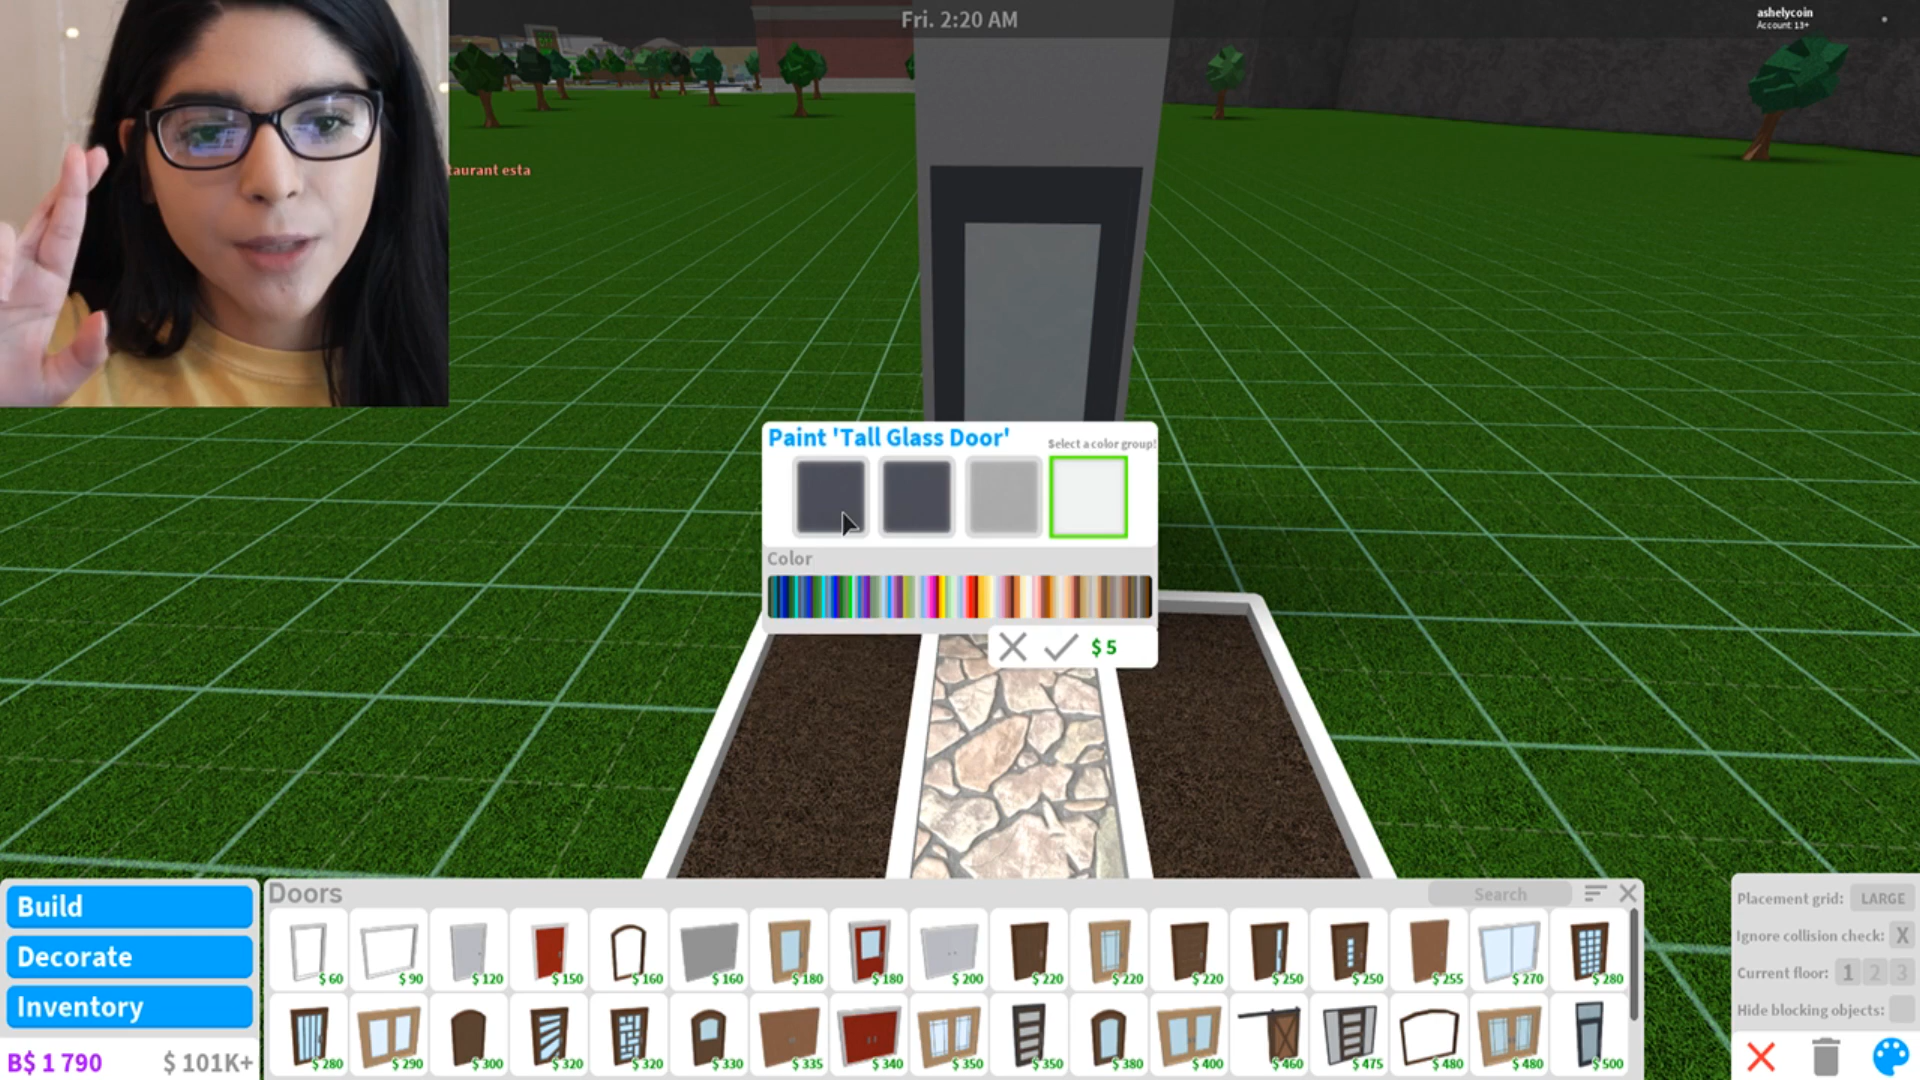 Fri. 2:20 AM
ashelycoin
Account: 13+
taurant esta
Paint 'Tall Glass Door'
Select a color group!
Color
$ 5
Build
Decorate
Inventory
B$ 1 790
$ 101K+
Doors
Search
$ 60
$ 90
$ 120
$ 150
$ 160
$ 160
$ 180
$ 180
$ 200
$ 220
$ 220
$ 220
$ 250
$ 250
$ 255
$ 270
$ 280
$ 280
$ 290
$ 300
$ 320
$ 320
$ 330
$ 335
$ 340
$ 350
$ 350
$ 380
$ 400
$ 460
$ 475
$ 480
$ 480
$ 500
Placement grid: LARGE
Ignore collision check: X
Current floor: 1 2 3
Hide blocking objects: